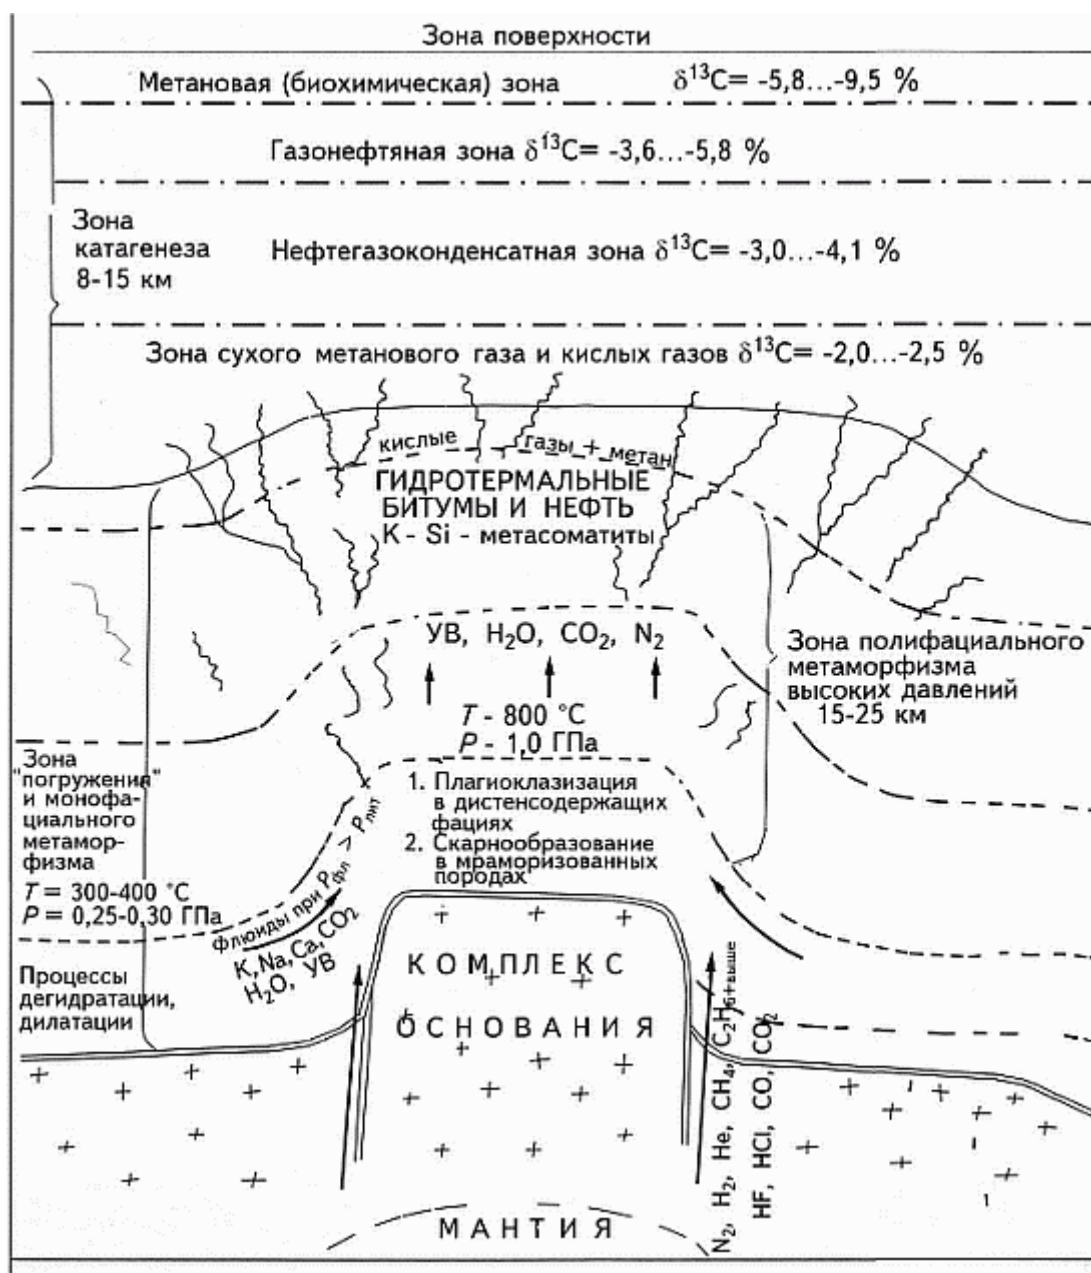 Зона поверхности
Метановая (биохимическая) зона δ¹³C= -5,8...-9,5 %
Газонефтяная зона δ¹³C= -3,6...-5,8 %
Зона
катагенеза
8-15 км
Нефтегазоконденсатная зона δ¹³C= -3,0...-4,1 %
Зона сухого метанового газа и кислых газов δ¹³C= -2,0...-2,5 %
кислые газы + метан
ГИДРОТЕРМАЛЬНЫЕ
БИТУМЫ И НЕФТЬ
K - Si - метасоматиты
УВ, H₂O, CO₂, N₂
T - 800 °C
P - 1,0 ГПа
Зона полифациального
метаморфизма
высоких давлений
15-25 км
Зона
"погружения"
и монофа-
циального
метамор-
физма
T = 300-400 °C
P = 0,25-0,30 ГПа
1. Плагиоклазизация
в дистенсодержащих
фациях
2. Скарнообразование
в мраморизованных
породах
флюиды при Pфл > Pлит
K, Na, Ca, CO₂
H₂O, УВ
Процессы
дегидратации,
дилатации
КОМПЛЕКС
ОСНОВАНИЯ
N₂, H₂, He, CH₄, C₂H₆+выше
HF, HCl, CO, CO₂
МАНТИЯ